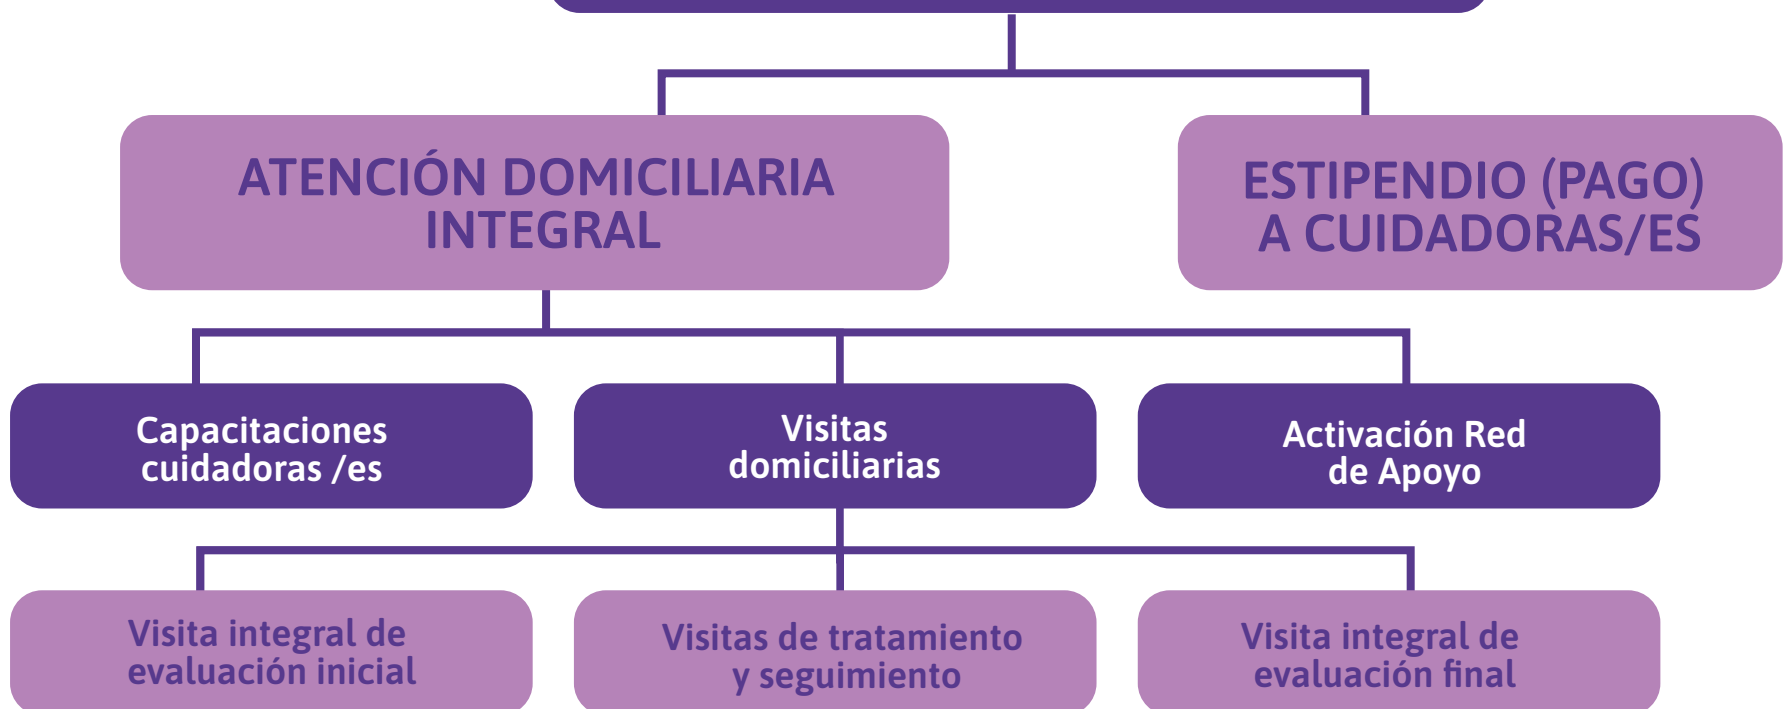 ATENCIÓN DOMICILIARIA
INTEGRAL
ESTIPENDIO (PAGO)
A CUIDADORAS/ES
Capacitaciones
cuidadoras /es
Visitas
domiciliarias
Activación Red
de Apoyo
Visita integral de
evaluación inicial
Visitas de tratamiento
y seguimiento
Visita integral de
evaluación final